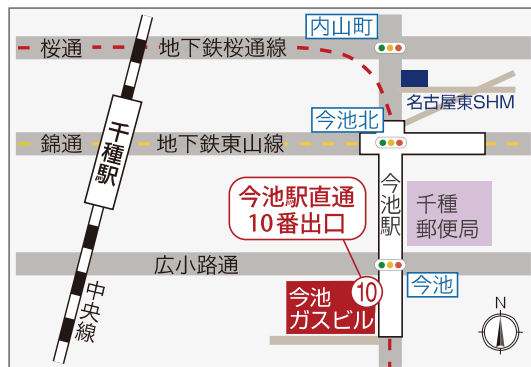 内山町
桜通
地下鉄桜通線
名古屋東SHM
今池北
錦通
地下鉄東山線
千種駅
今池駅
今池駅直通
10番出口
千種
郵便局
広小路通
今池
10
今池
ガスビル
中央線
N